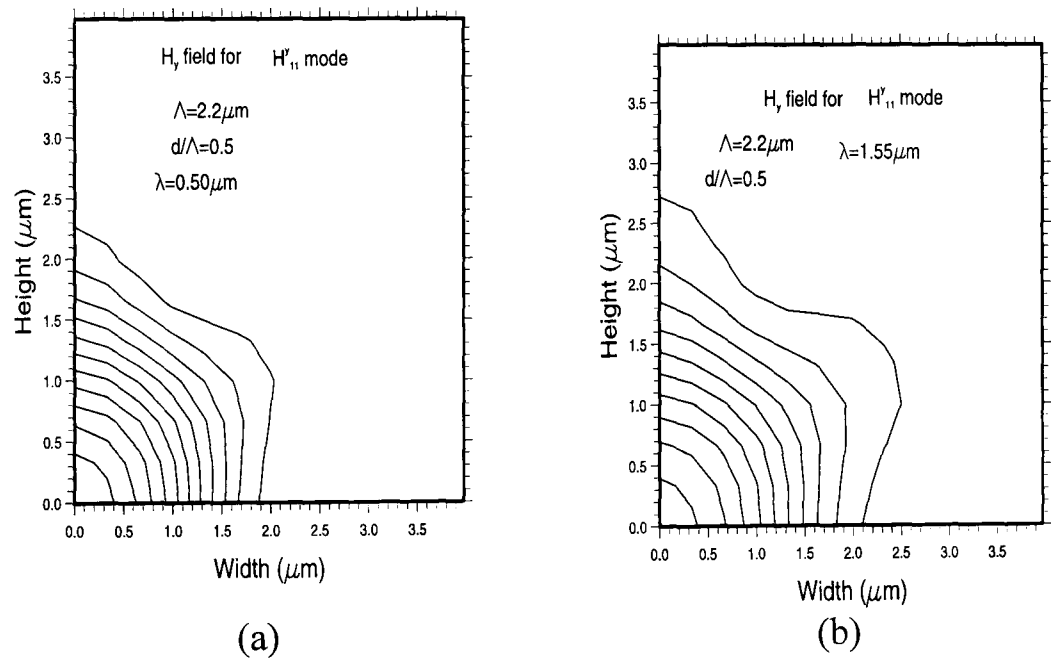 H_y field for H^y_11 mode
Λ=2.2μm
d/Λ=0.5
λ=0.50μm
Height (μm)
3.5
3.0
2.5
2.0
1.5
1.0
0.5
0.0
0.0 0.5 1.0 1.5 2.0 2.5 3.0 3.5
Width (μm)
(a)
H_y field for H^y_11 mode
Λ=2.2μm λ=1.55μm
d/Λ=0.5
Height (μm)
3.5
3.0
2.5
2.0
1.5
1.0
0.5
0.0
0.0 0.5 1.0 1.5 2.0 2.5 3.0 3.5
Width (μm)
(b)